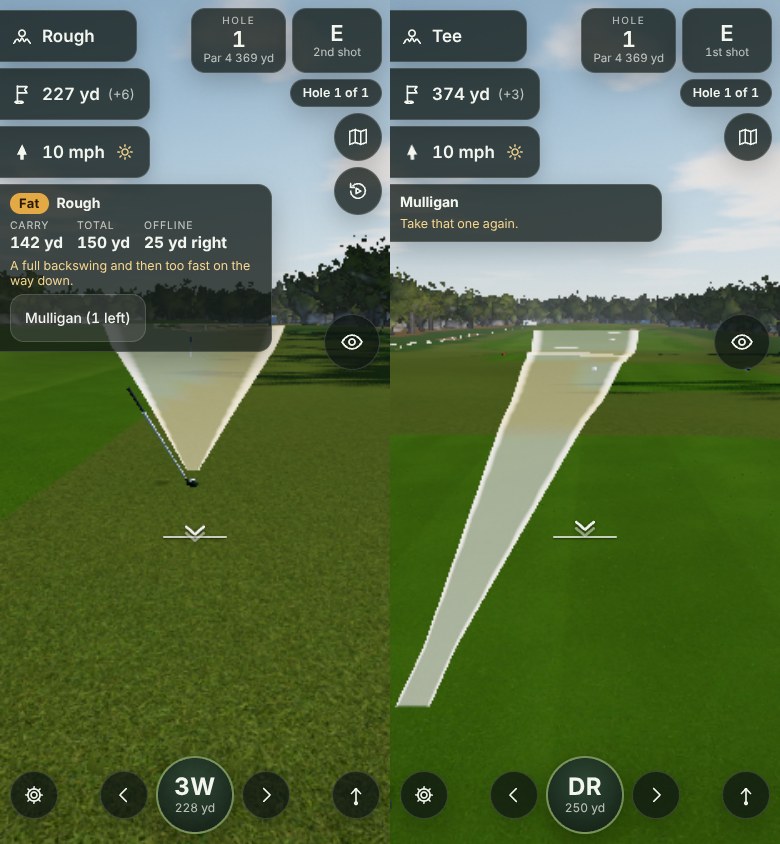 Rough
HOLE
1
Par 4 369 yd
E
2nd shot
227 yd (+6)
Hole 1 of 1
10 mph
Fat Rough
CARRY TOTAL OFFLINE
142 yd 150 yd 25 yd right
A full backswing and then too fast on the
way down.
Mulligan (1 left)
3W
228 yd
Tee
HOLE
1
Par 4 369 yd
E
1st shot
374 yd (+3)
Hole 1 of 1
10 mph
Mulligan
Take that one again.
DR
250 yd